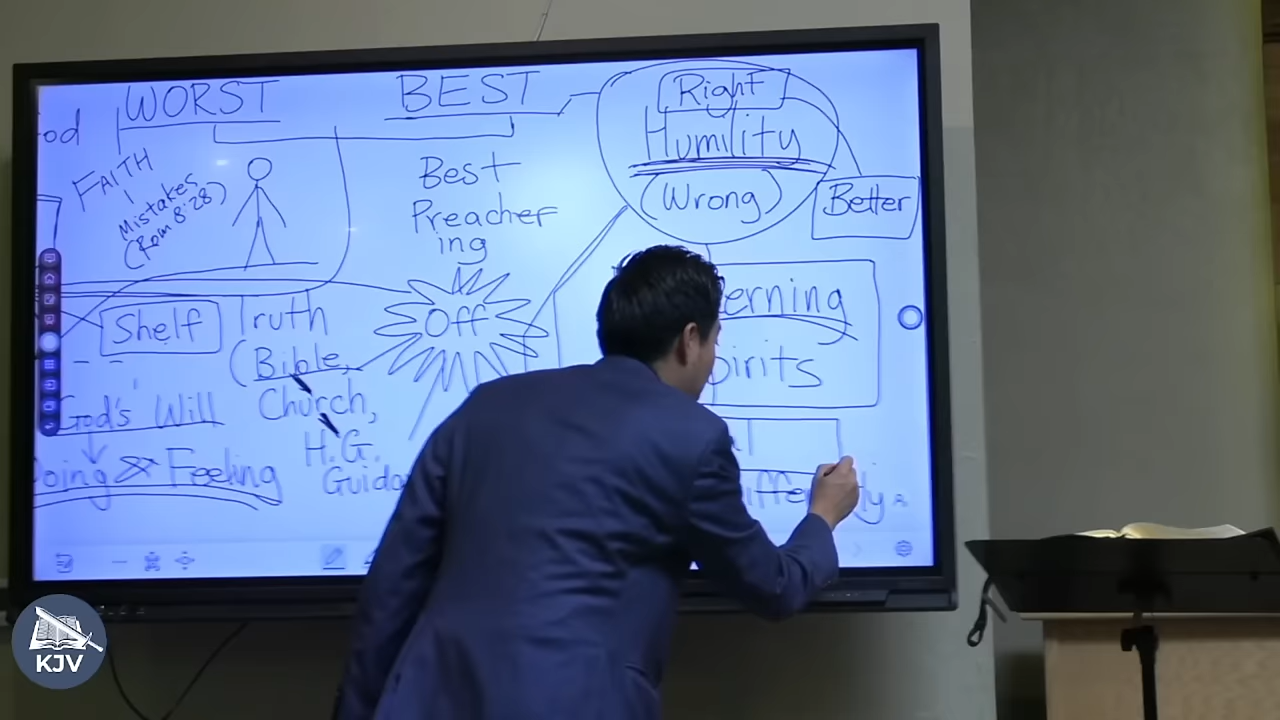 WORST
BEST
FAITH
Mistakes
(Rom 8:28)
Best
Preacher
ing
Right
Humility
(Wrong)
Better
Shelf
Truth
(Bible,
Church,
H.G.
Off
God's Will
Feeling
KJV